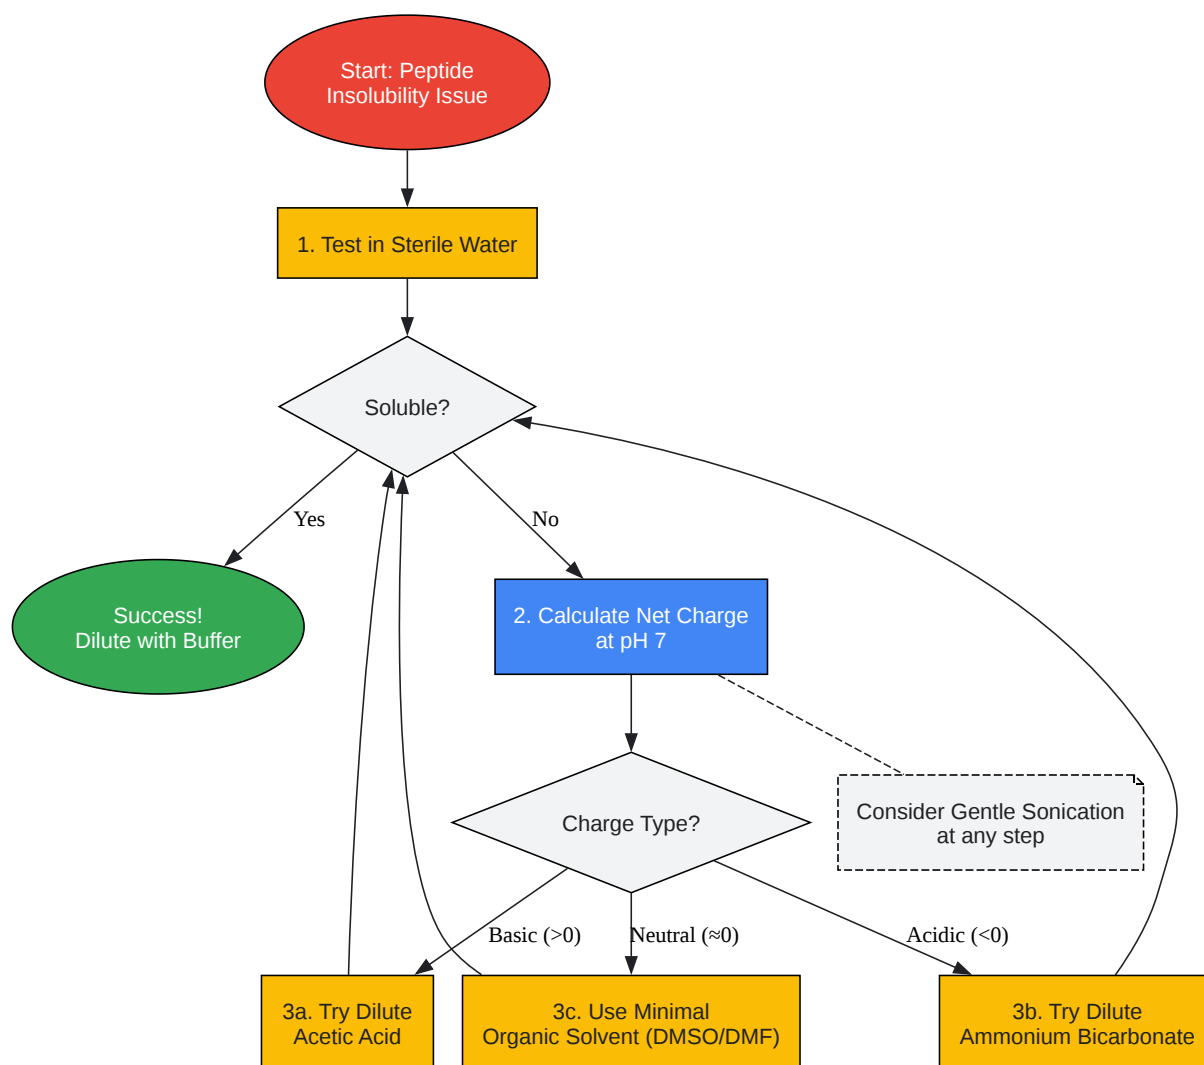 Start: Peptide
Insolubility Issue
1. Test in Sterile Water
Soluble?
Yes
No
Success!
Dilute with Buffer
2. Calculate Net Charge
at pH 7
Charge Type?
Consider Gentle Sonication
at any step
Basic (>0)
Neutral (≈0)
Acidic (<0)
3a. Try Dilute
Acetic Acid
3c. Use Minimal
Organic Solvent (DMSO/DMF)
3b. Try Dilute
Ammonium Bicarbonate